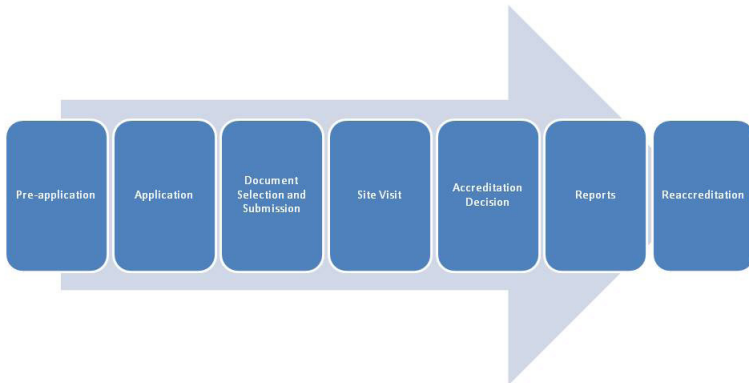 Pre-application
Application
Document
Selection and
Submission
Site Visit
Accreditation
Decision
Reports
Reaccreditation